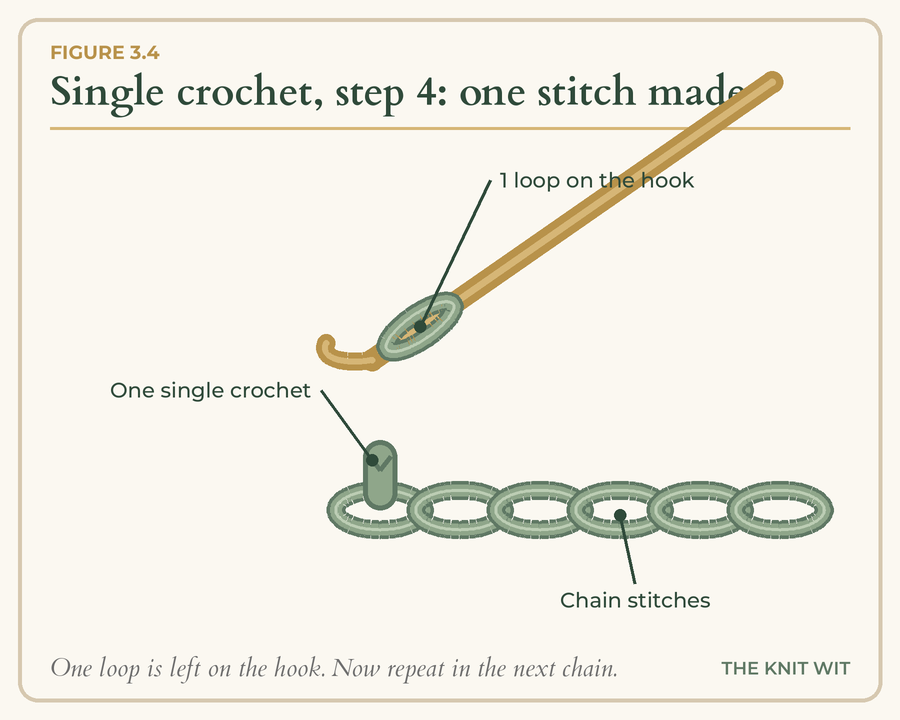 FIGURE 3.4
Single crochet, step 4: one stitch made
1 loop on the hook
One single crochet
Chain stitches
One loop is left on the hook. Now repeat in the next chain.
THE KNIT WIT